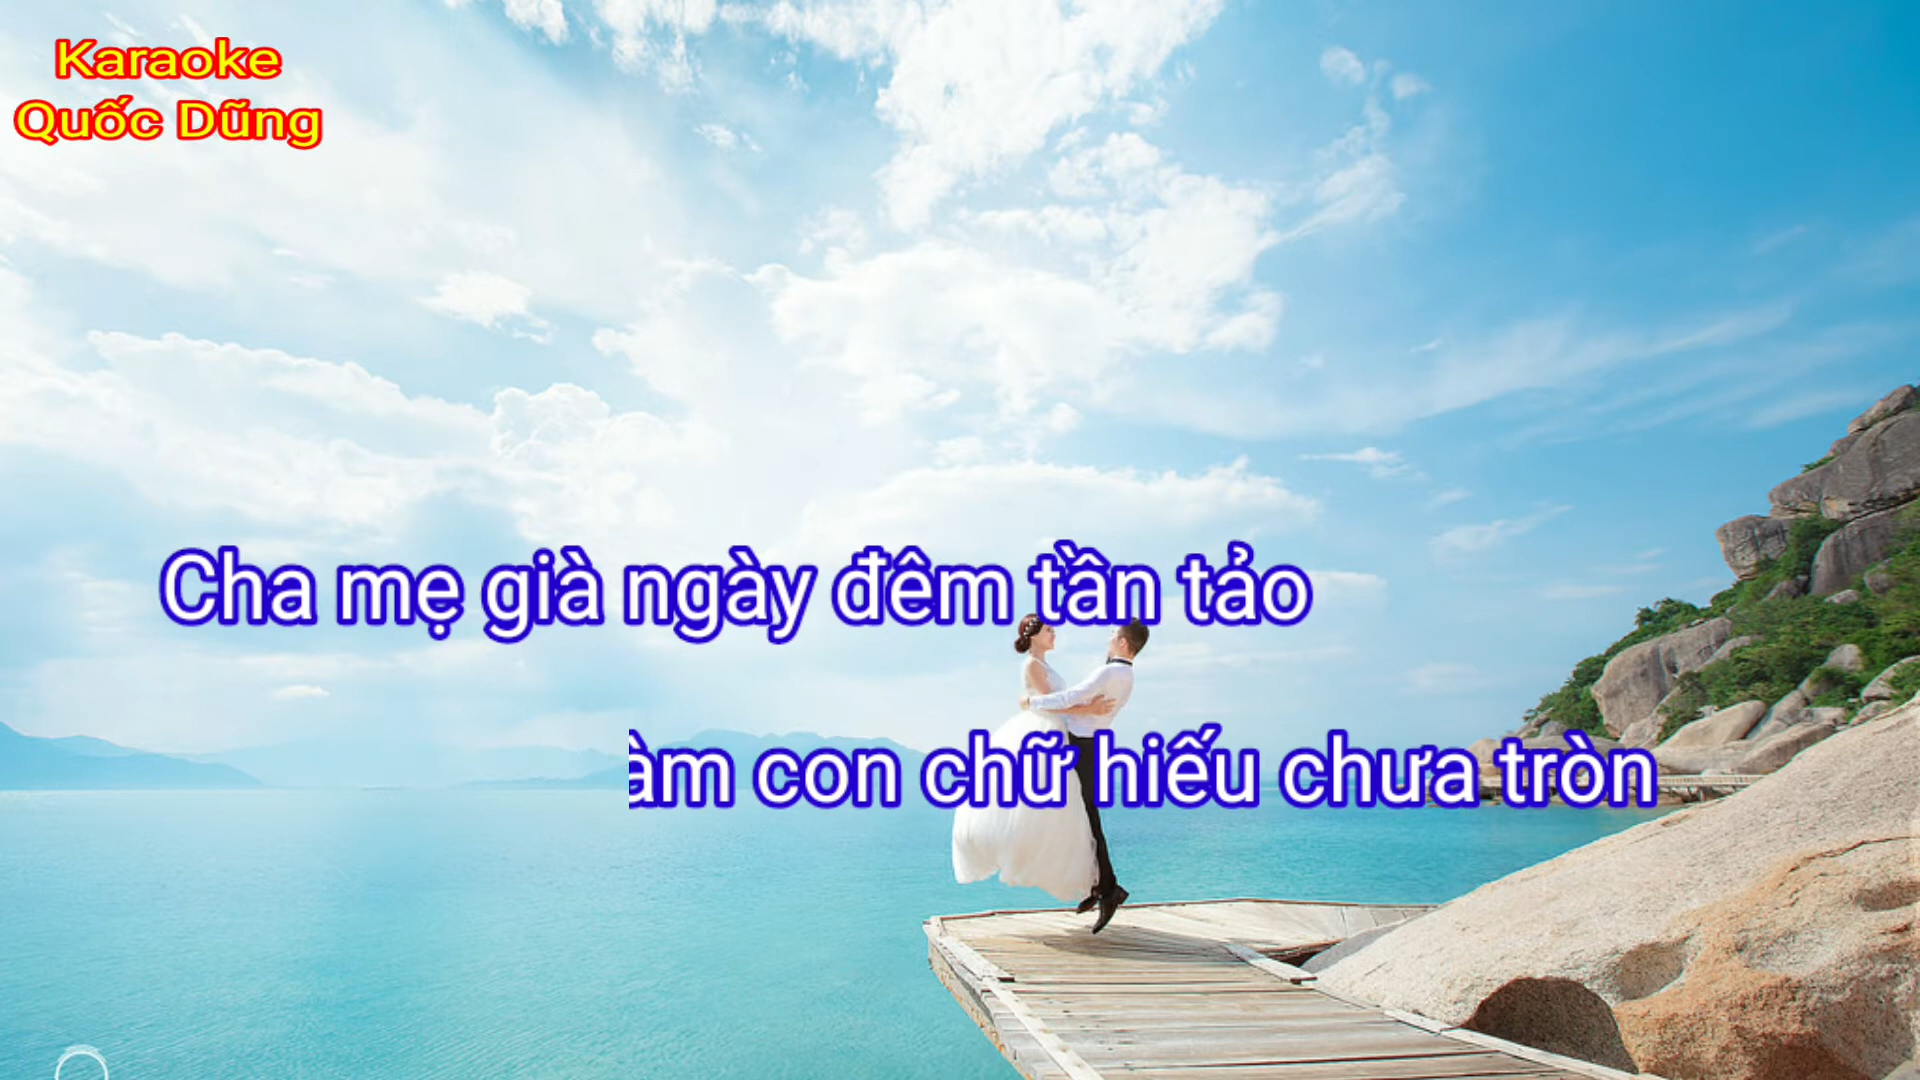 Karaoke
Quốc Dũng
Cha mẹ già ngày đêm tần tảo
àm con chữ hiếu chưa tròn